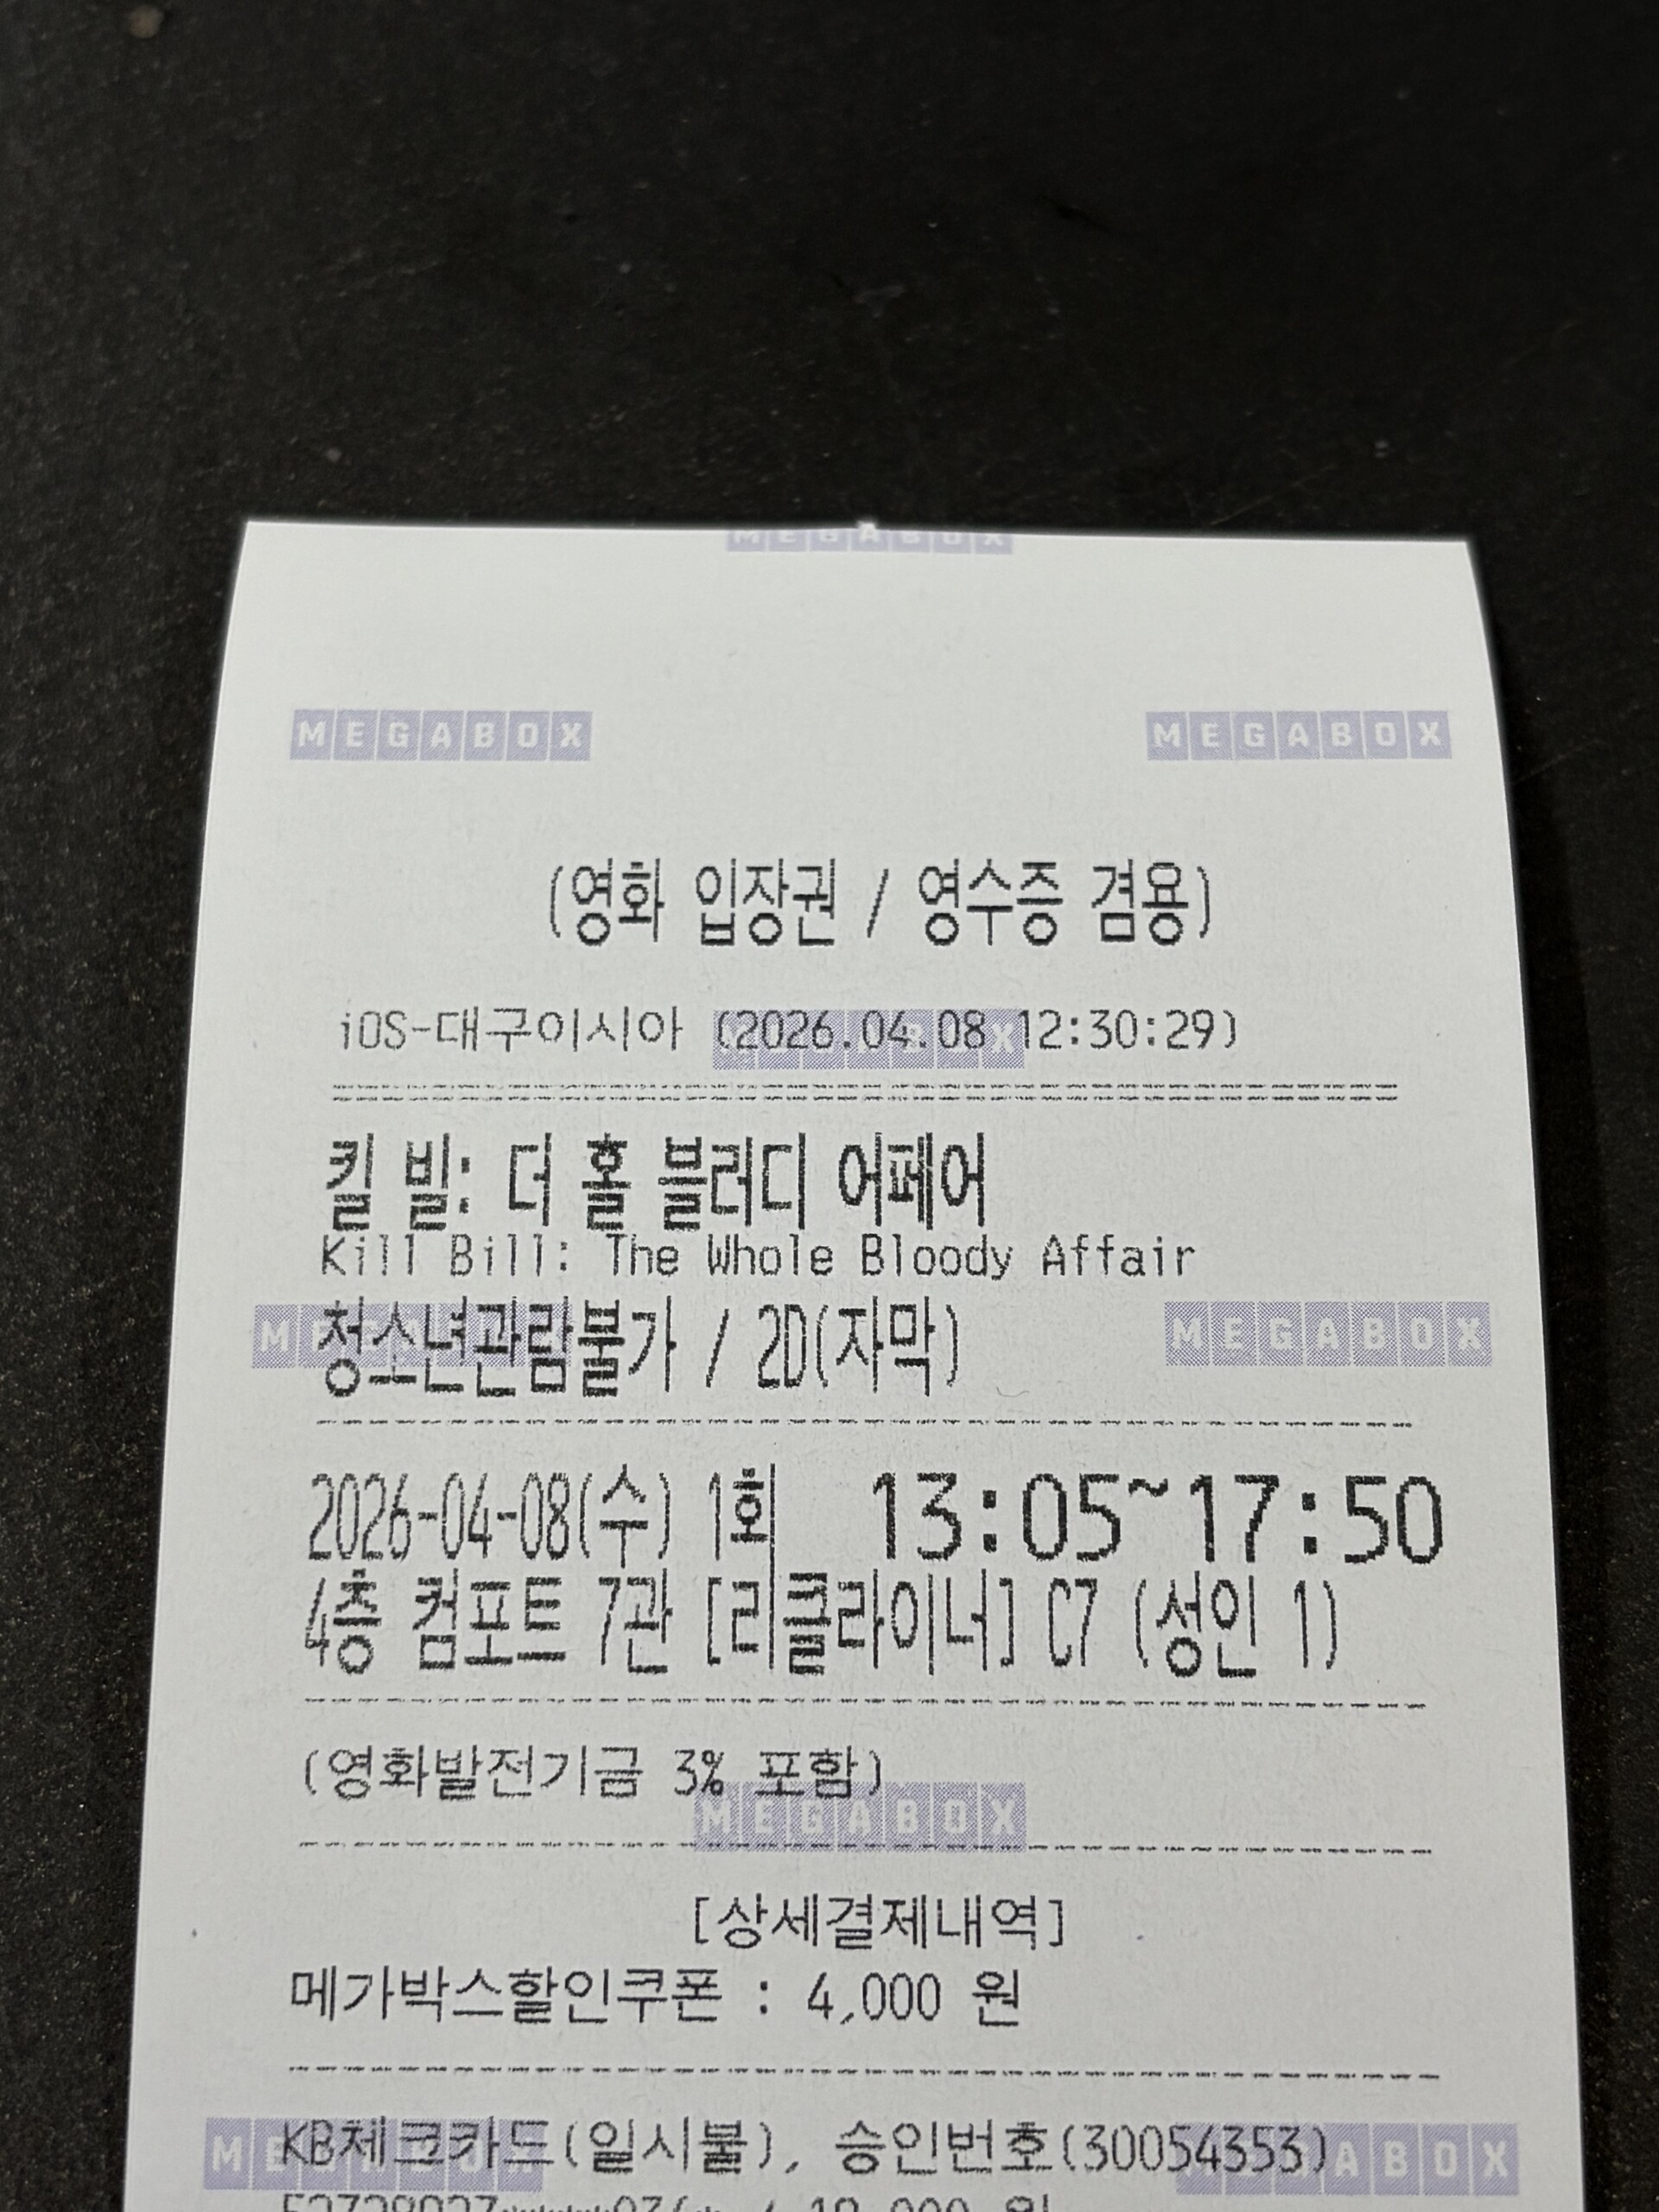 MEGABOX
MEGABOX MEGABOX
(영화 입장권 / 영수증 겸용)
iOS-대구이시아 (2026.04.08 12:30:29)
킬 빌: 더 홀 블러디 어페어
Kill Bill: The Whole Bloody Affair
청소년관람불가 / 2D(자막)
MEGABOX
2026-04-08(수) 1회 13:05~17:50
4층 컴포트 7관 [리클라이너] C7 (성인 1)
(영화발전기금 3% 포함)
MEGABOX
[상세결제내역]
메가박스할인쿠폰 : 4,000 원
KB체크카드(일시불), 승인번호(30054353)